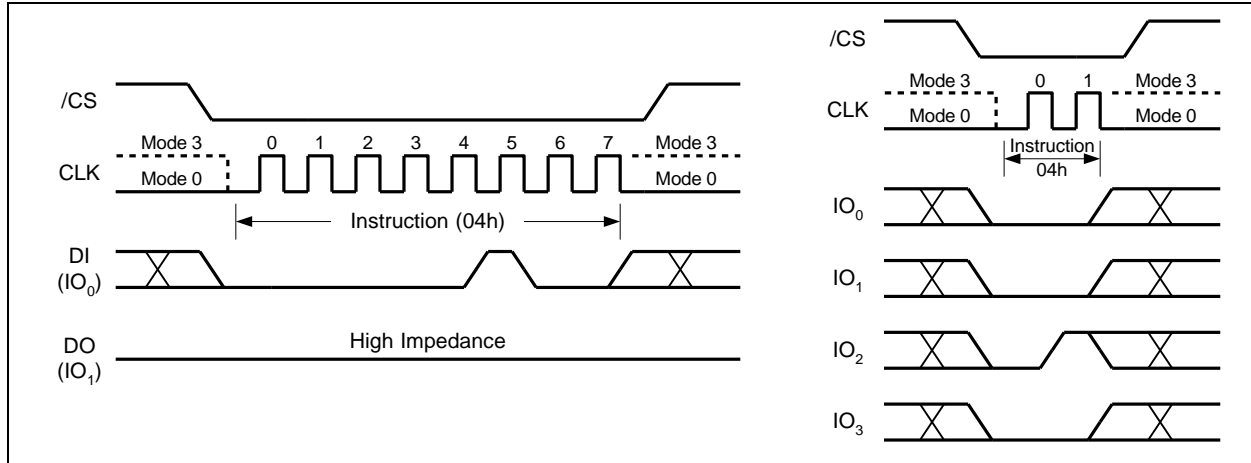 /CS
Mode 3 0 1 2 3 4 5 6 7 Mode 3
CLK Mode 0 Mode 0
Instruction (04h)
DI
(IO0)
High Impedance
DO
(IO1)
/CS
Mode 3 0 1 Mode 3
CLK Mode 0 Mode 0
Instruction
04h
IO0
IO1
IO2
IO3